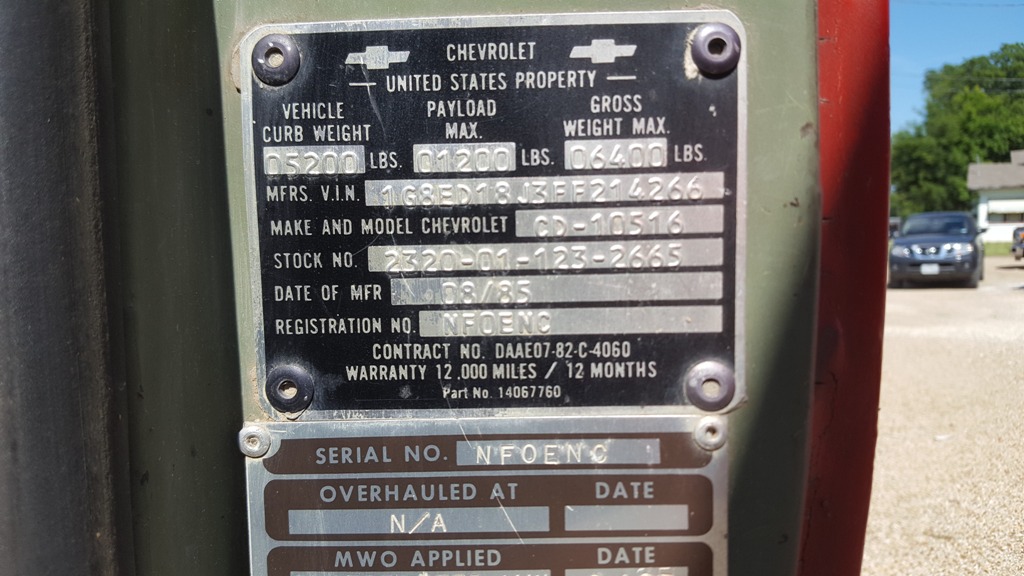 CHEVROLET
— UNITED STATES PROPERTY —
VEHICLE CURB WEIGHT PAYLOAD MAX. GROSS WEIGHT MAX.
05200 LBS. 01200 LBS. 06400 LBS.
MFRS. V.I.N. 1G8ED18J3FF214266
MAKE AND MODEL CHEVROLET CD-10516
STOCK NO. 2320-01-123-2665
DATE OF MFR 08/85
REGISTRATION NO. NF0ENC
CONTRACT NO. DAAE07-82-C-4060
WARRANTY 12,000 MILES / 12 MONTHS
Part No. 14067760
SERIAL NO. NF0ENC
OVERHAULED AT DATE
N/A
MWO APPLIED DATE